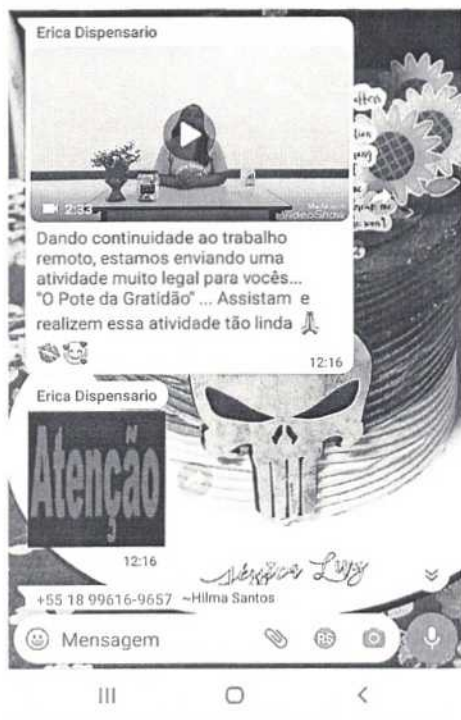 Erica Dispensario
2:33
VideoShow
Dando continuidade ao trabalho
remoto, estamos enviando uma
atividade muito legal para vocês...
"O Pote da Gratidão" ... Assistam e
realizem essa atividade tão linda 🙏
12:16
Erica Dispensario
Atenção
12:16
+55 18 99616-9657 ~Hilma Santos
Mensagem
RS